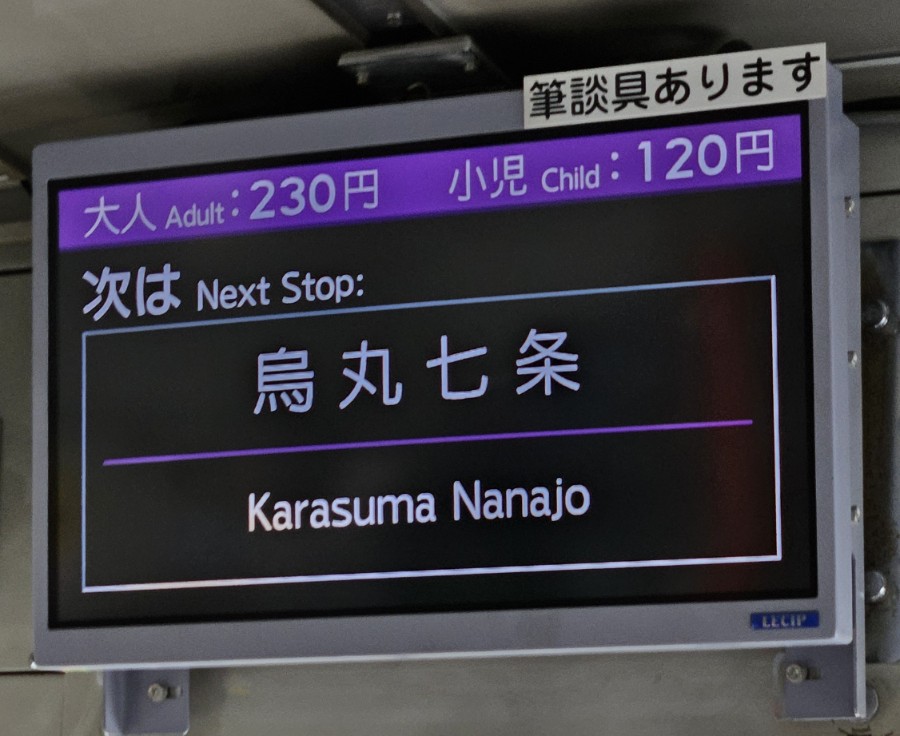 筆談具あります
大人 Adult : 230円 小児 Child : 120円
次は Next Stop:
烏丸七条
Karasuma Nanajo
LECIP